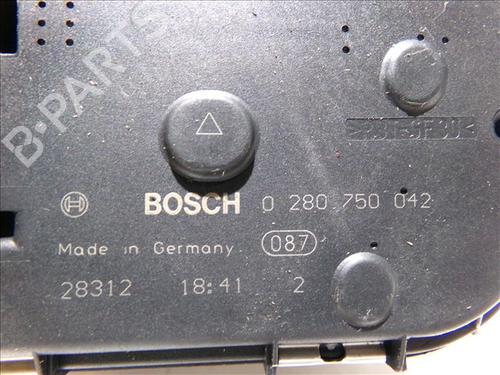 B-PARTS
BOSCH 0 280 750 042
Made in Germany. 087
28312 18:41 2